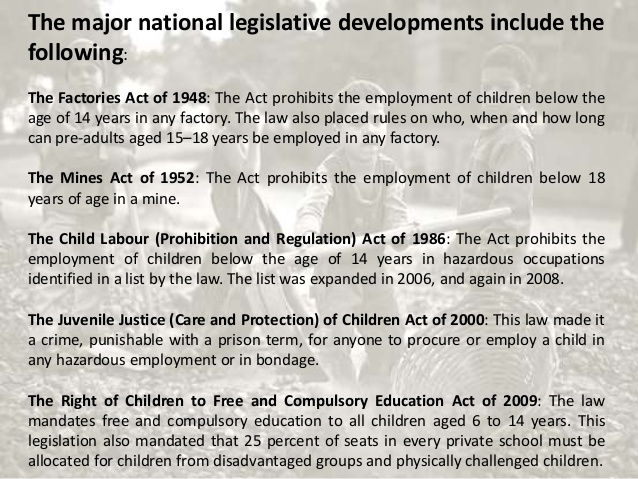 The major national legislative developments include the
following:
The Factories Act of 1948: The Act prohibits the employment of children below the
age of 14 years in any factory. The law also placed rules on who, when and how long
can pre-adults aged 15–18 years be employed in any factory.
The Mines Act of 1952: The Act prohibits the employment of children below 18
years of age in a mine.
The Child Labour (Prohibition and Regulation) Act of 1986: The Act prohibits the
employment of children below the age of 14 years in hazardous occupations
identified in a list by the law. The list was expanded in 2006, and again in 2008.
The Juvenile Justice (Care and Protection) of Children Act of 2000: This law made it
a crime, punishable with a prison term, for anyone to procure or employ a child in
any hazardous employment or in bondage.
The Right of Children to Free and Compulsory Education Act of 2009: The law
mandates free and compulsory education to all children aged 6 to 14 years. This
legislation also mandated that 25 percent of seats in every private school must be
allocated for children from disadvantaged groups and physically challenged children.